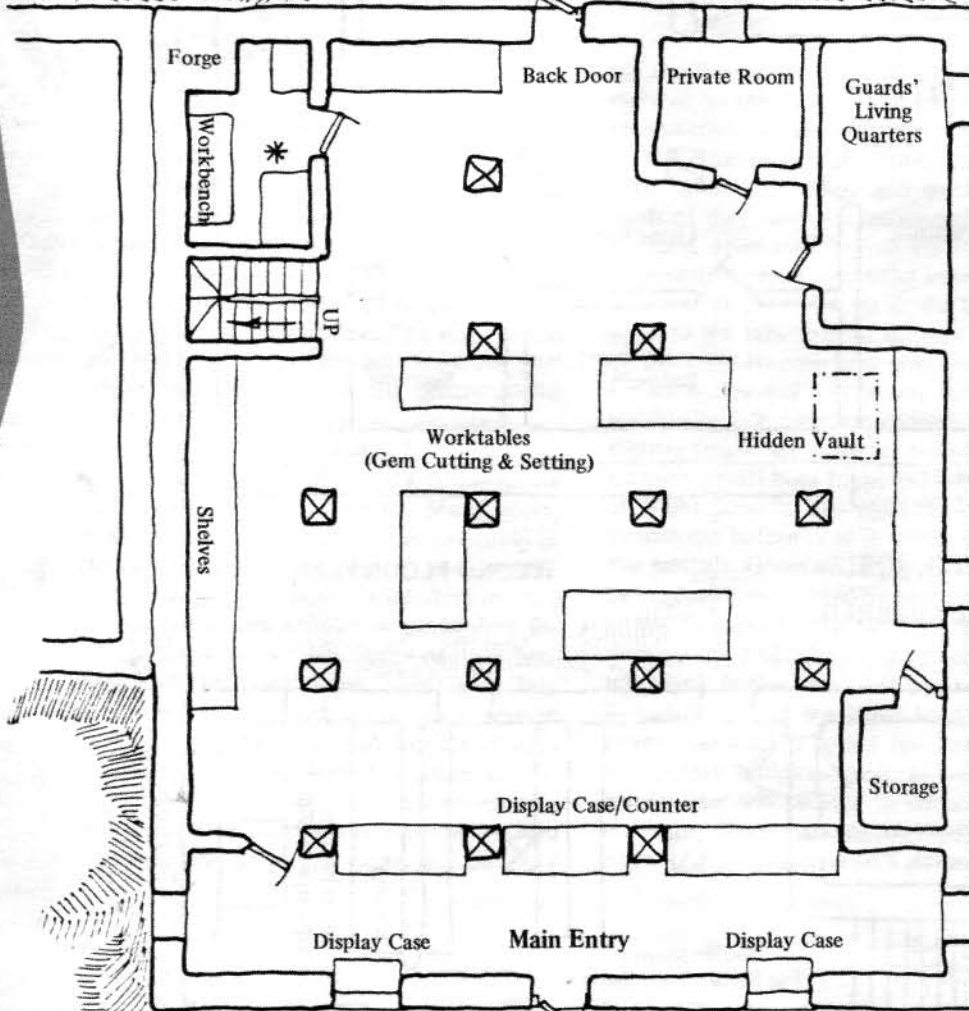 Forge
Back Door
Private Room
Guards'
Living
Quarters
Workbench
UP
Worktables
(Gem Cutting & Setting)
Hidden Vault
Shelves
Storage
Display Case/Counter
Display Case
Main Entry
Display Case